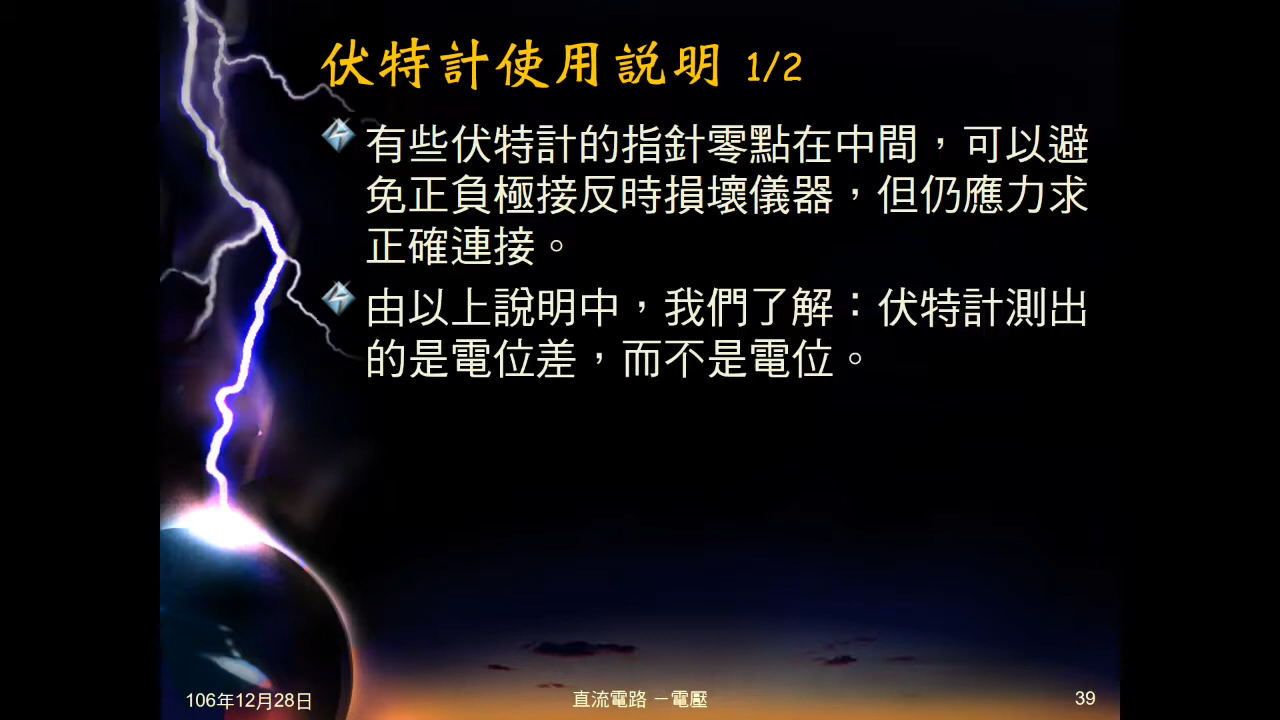 伏特計使用說明 1/2
有些伏特計的指針零點在中間，可以避
免正負極接反時損壞儀器，但仍應力求
正確連接。
由以上說明中，我們了解：伏特計測出
的是電位差，而不是電位。
106年12月28日
直流電路 －電壓
39